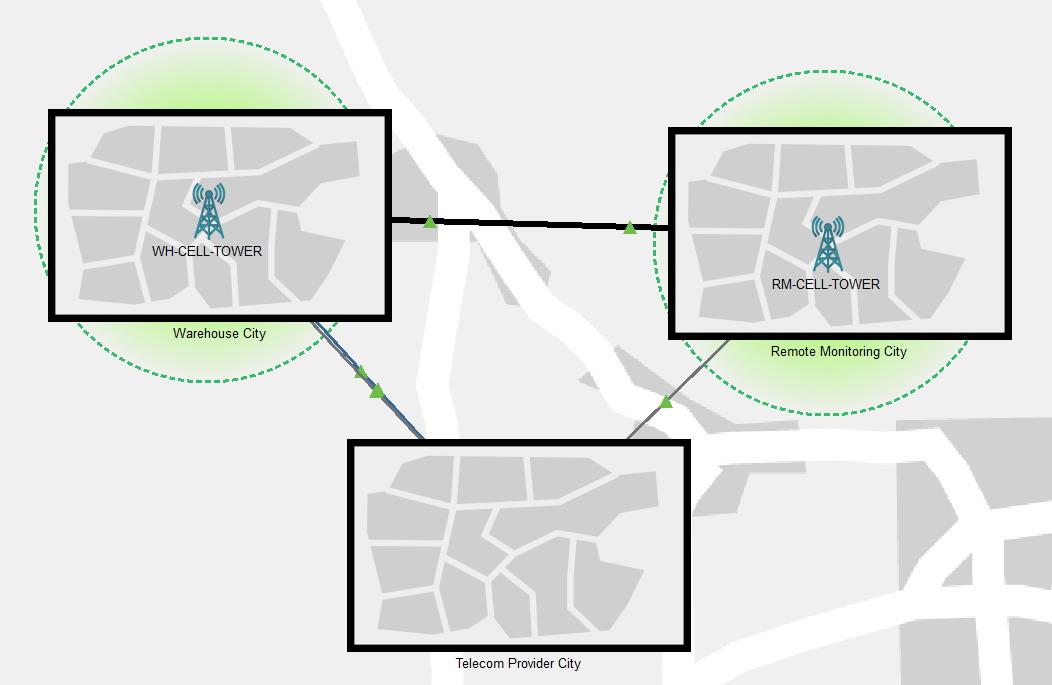 WH-CELL-TOWER
Warehouse City
RM-CELL-TOWER
Remote Monitoring City
Telecom Provider City